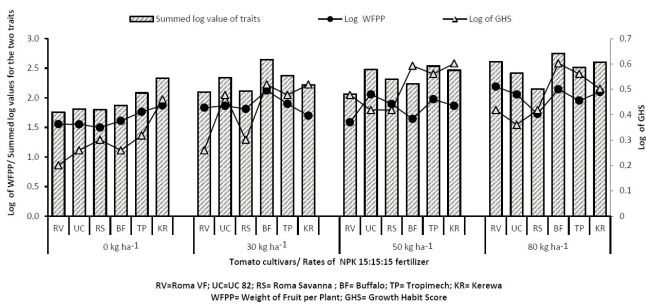 Summed log value of traits
Log WFPP
Log of GHS
Log of WFPP/ Summed log values for the two traits
3.0
2.5
2.0
1.5
1.0
0.5
0.0
0.7
0.6
0.5
0.4
0.3
0.2
0.1
0
Log of GHS
RV UC RS BF TP KR RV UC RS BF TP KR RV UC RS BF TP KR RV UC RS BF TP KR
0 kg ha-1 30 kg ha-1 50 kg ha-1 80 kg ha-1
Tomato cultivars/ Rates of NPK 15:15:15 fertilizer
RV=Roma VF; UC=UC 82; RS= Roma Savanna ; BF= Buffalo; TP= Tropimech; KR= Kerewa
WFPP= Weight of Fruit per Plant; GHS= Growth Habit Score